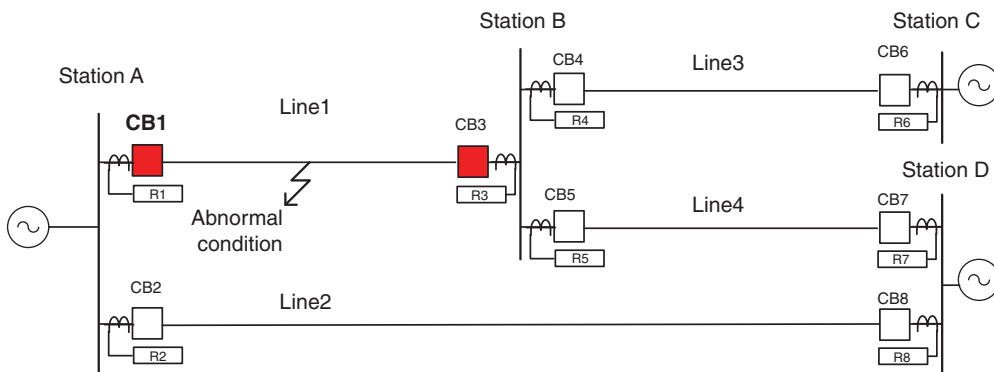 Station B
Station C
Station A
CB4
Line3
CB6
R4
R6
CB1
Line1
CB3
R1
R3
Station D
Abnormal
condition
CB5
Line4
CB7
R5
R7
CB2
Line2
CB8
R2
R8